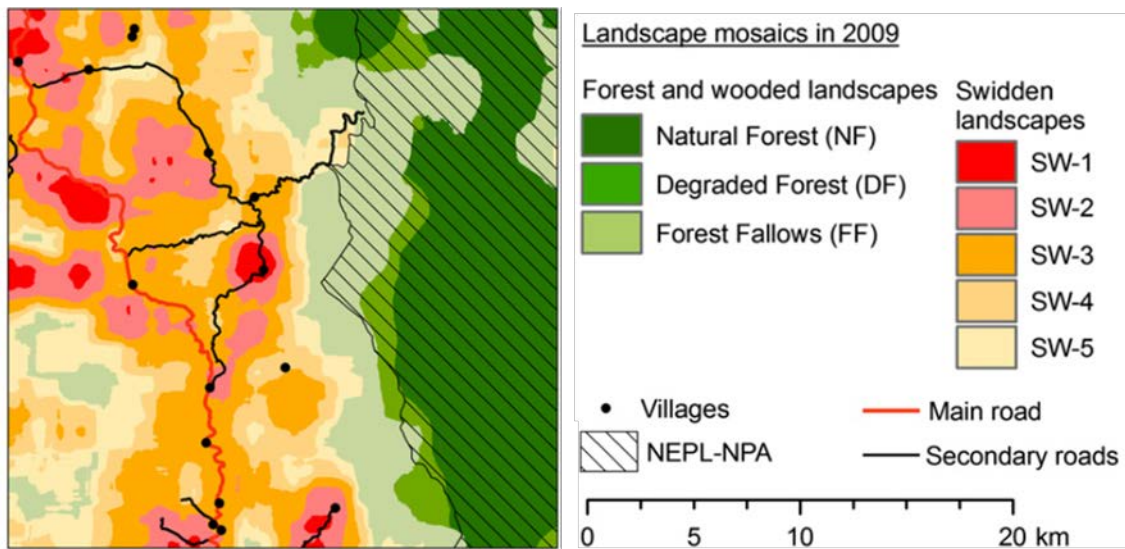 Landscape mosaics in 2009
Forest and wooded landscapes
Natural Forest (NF)
Degraded Forest (DF)
Forest Fallows (FF)
Swidden
landscapes
SW-1
SW-2
SW-3
SW-4
SW-5
Villages
Main road
NEPL-NPA
Secondary roads
0 5 10 20 km